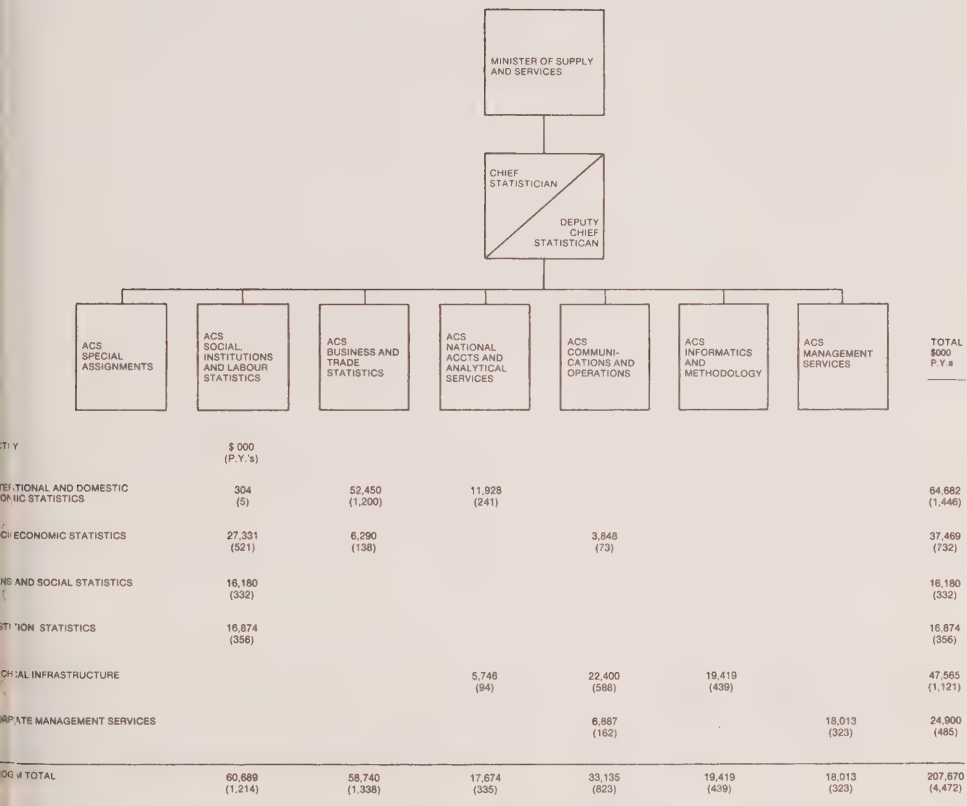 MINISTER OF SUPPLY
AND SERVICES
CHIEF
STATISTICIAN
DEPUTY
CHIEF
STATISTICAN
ACS
SPECIAL
ASSIGNMENTS
ACS
SOCIAL,
INSTITUTIONS
AND LABOUR
STATISTICS
ACS
BUSINESS AND
TRADE
STATISTICS
ACS
NATIONAL
ACCTS AND
ANALYTICAL
SERVICES
ACS
COMMUNI-
CATIONS AND
OPERATIONS
ACS
INFORMATICS
AND
METHODOLOGY
ACS
MANAGEMENT
SERVICES
TOTAL
$000
P.Y.s
$ 000
(P.Y.'s)
AND DOMESTIC 304 52,450 11,928 64,682
STATISTICS (5) (1,200) (241) (1,446)
ECONOMIC STATISTICS 27,331 6,290 3,848 37,469
(521) (138) (73) (732)
AND SOCIAL STATISTICS 16,180 16,180
(332) (332)
STATISTICS 16,874 16,874
(356) (356)
INFRASTRUCTURE 5,746 22,400 19,419 47,565
(94) (588) (439) (1,121)
MANAGEMENT SERVICES 6,887 18,013 24,900
(162) (323) (485)
TOTAL 60,689 58,740 17,674 33,135 19,419 18,013 207,670
(1,214) (1,338) (335) (823) (439) (323) (4,472)